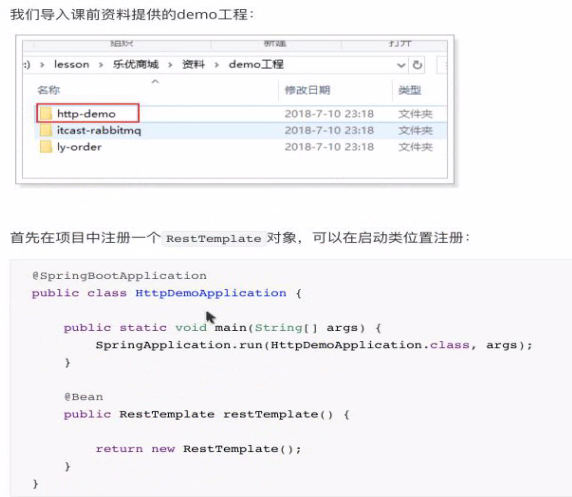 我们导入课前资料提供的demo工程：
组织 新建 打开
› lesson › 乐优商城 › 资料 › demo工程
名称 修改日期 类型
http-demo 2018-7-10 23:18 文件夹
itcast-rabbitmq 2018-7-10 23:18 文件夹
ly-order 2018-7-10 23:18 文件夹
首先在项目中注册一个 RestTemplate 对象，可以在启动类位置注册：
@SpringBootApplication
public class HttpDemoApplication {
public static void main(String[] args) {
SpringApplication.run(HttpDemoApplication.class, args);
}
@Bean
public RestTemplate restTemplate() {
return new RestTemplate();
}
}